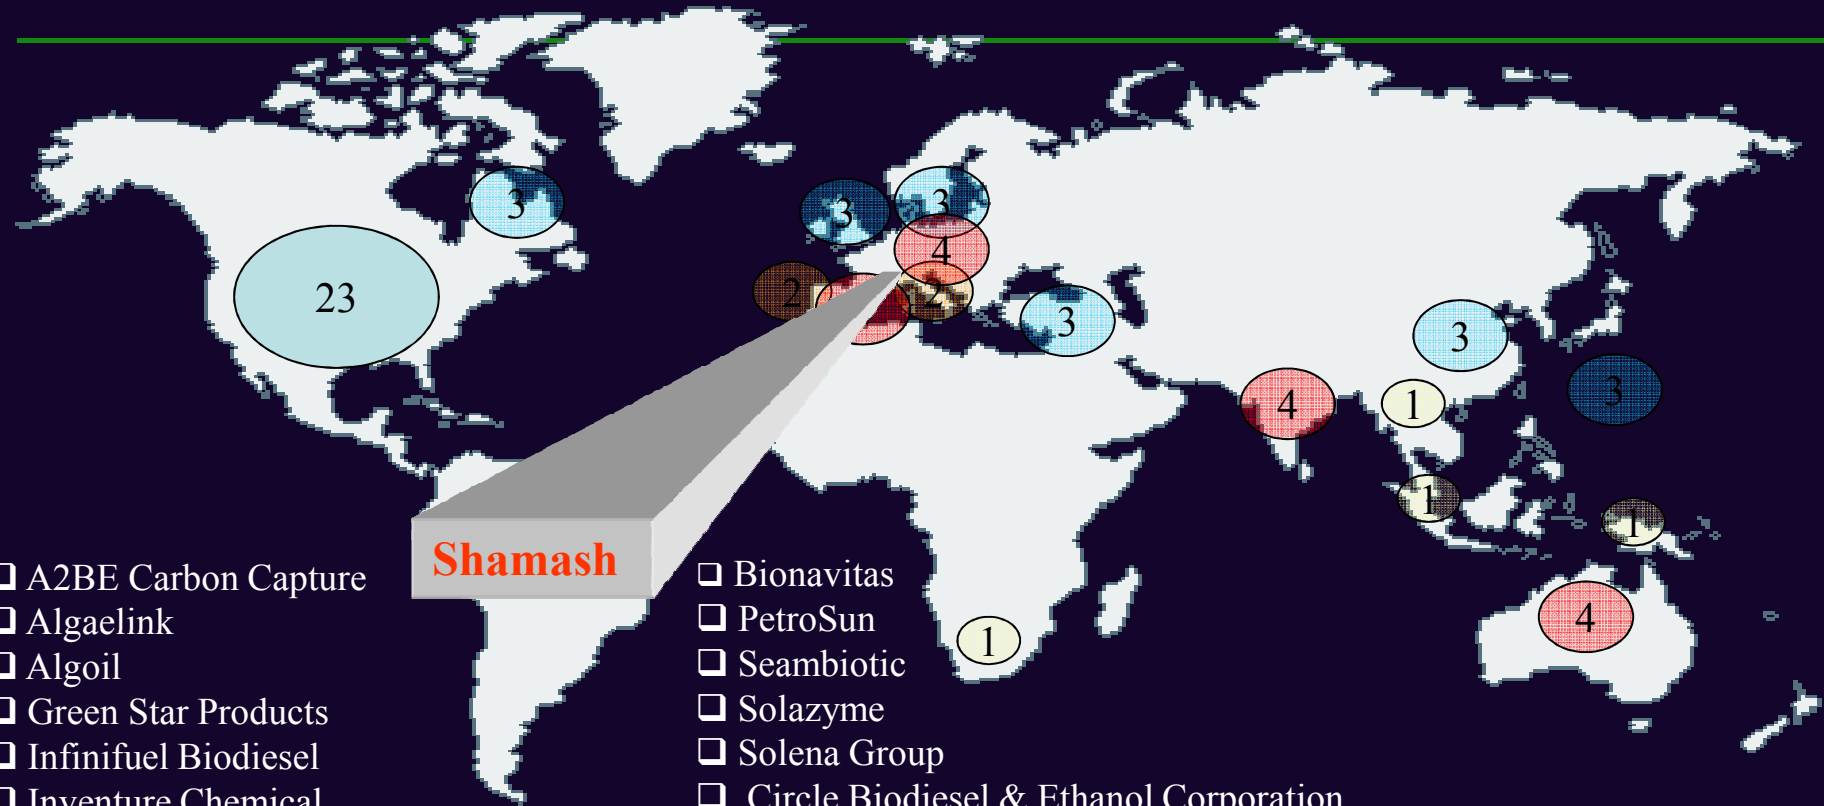 3
3
3
4
23
2
2
3
3
4
1
3
1
1
Shamash
4
1
❑ A2BE Carbon Capture
❑ Algaelink
❑ Algoil
❑ Green Star Products
❑ Infinifuel Biodiesel
❑ Inventure Chemical
❑ Bionavitas
❑ PetroSun
❑ Seambiotic
❑ Solazyme
❑ Solena Group
❑ Circle Biodiesel & Ethanol Corporation